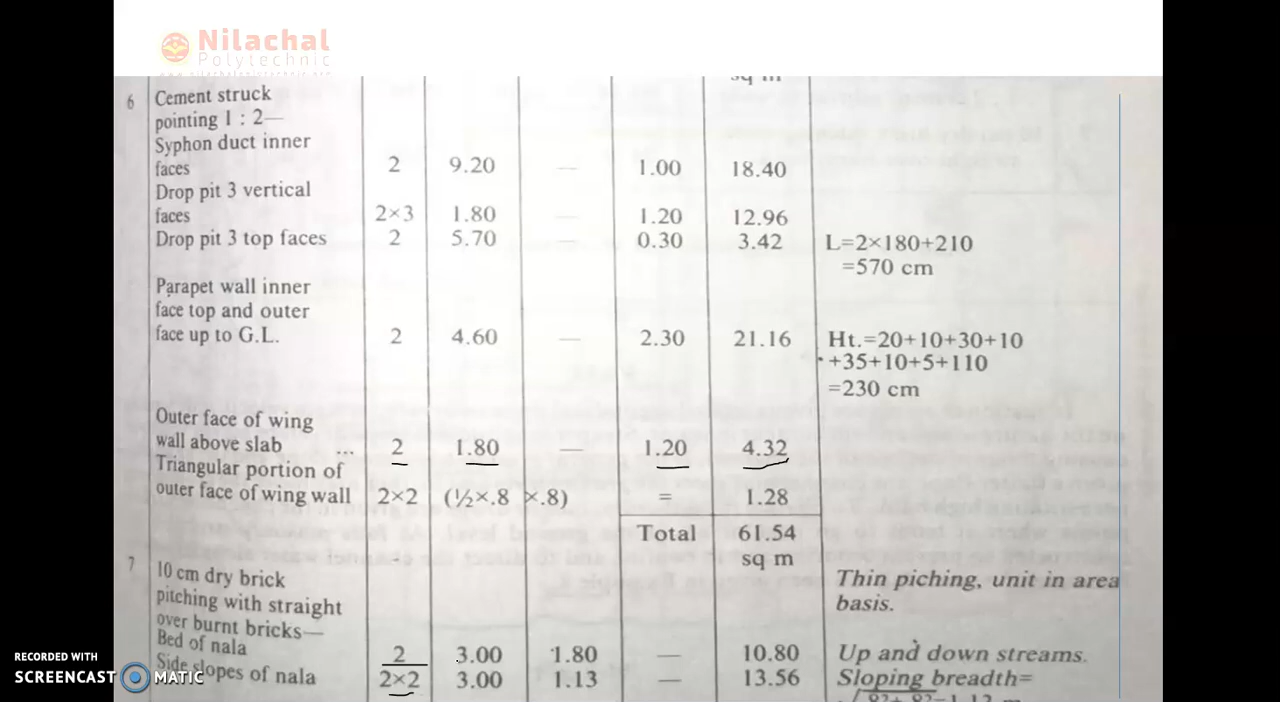 Nilachal
Polytechnic
sq m
6 Cement struck
pointing 1 : 2—
Syphon duct inner
faces 2 9.20 — 1.00 18.40
Drop pit 3 vertical
faces 2×3 1.80 — 1.20 12.96
Drop pit 3 top faces 2 5.70 — 0.30 3.42 L=2×180+210
=570 cm
Parapet wall inner
face top and outer
face up to G.L. 2 4.60 — 2.30 21.16 Ht.=20+10+30+10
+35+10+5+110
=230 cm
Outer face of wing
wall above slab ... 2 1.80 — 1.20 4.32
Triangular portion of
outer face of wing wall 2×2 (½×.8 ×.8) = 1.28
Total 61.54
sq m
7 10 cm dry brick Thin piching, unit in area
pitching with straight basis.
over burnt bricks—
Bed of nala 2 3.00 1.80 — 10.80 Up and down streams.
Side slopes of nala 2×2 3.00 1.13 — 13.56 Sloping breadth=
RECORDED WITH
SCREENCAST MATIC